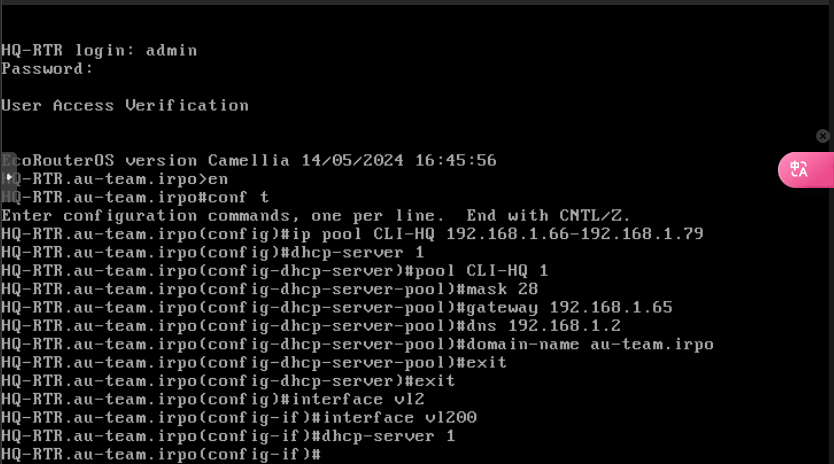 HQ-RTR login: admin
Password:
User Access Verification
EcoRouterOS version Camellia 14/05/2024 16:45:56
HQ-RTR.au-team.irpo>en
HQ-RTR.au-team.irpo#conf t
Enter configuration commands, one per line.  End with CNTL/Z.
HQ-RTR.au-team.irpo(config)#ip pool CLI-HQ 192.168.1.66-192.168.1.79
HQ-RTR.au-team.irpo(config)#dhcp-server 1
HQ-RTR.au-team.irpo(config-dhcp-server)#pool CLI-HQ 1
HQ-RTR.au-team.irpo(config-dhcp-server-pool)#mask 28
HQ-RTR.au-team.irpo(config-dhcp-server-pool)#gateway 192.168.1.65
HQ-RTR.au-team.irpo(config-dhcp-server-pool)#dns 192.168.1.2
HQ-RTR.au-team.irpo(config-dhcp-server-pool)#domain-name au-team.irpo
HQ-RTR.au-team.irpo(config-dhcp-server-pool)#exit
HQ-RTR.au-team.irpo(config-dhcp-server)#exit
HQ-RTR.au-team.irpo(config)#interface vl2
HQ-RTR.au-team.irpo(config-if)#interface vl200
HQ-RTR.au-team.irpo(config-if)#dhcp-server 1
HQ-RTR.au-team.irpo(config-if)#